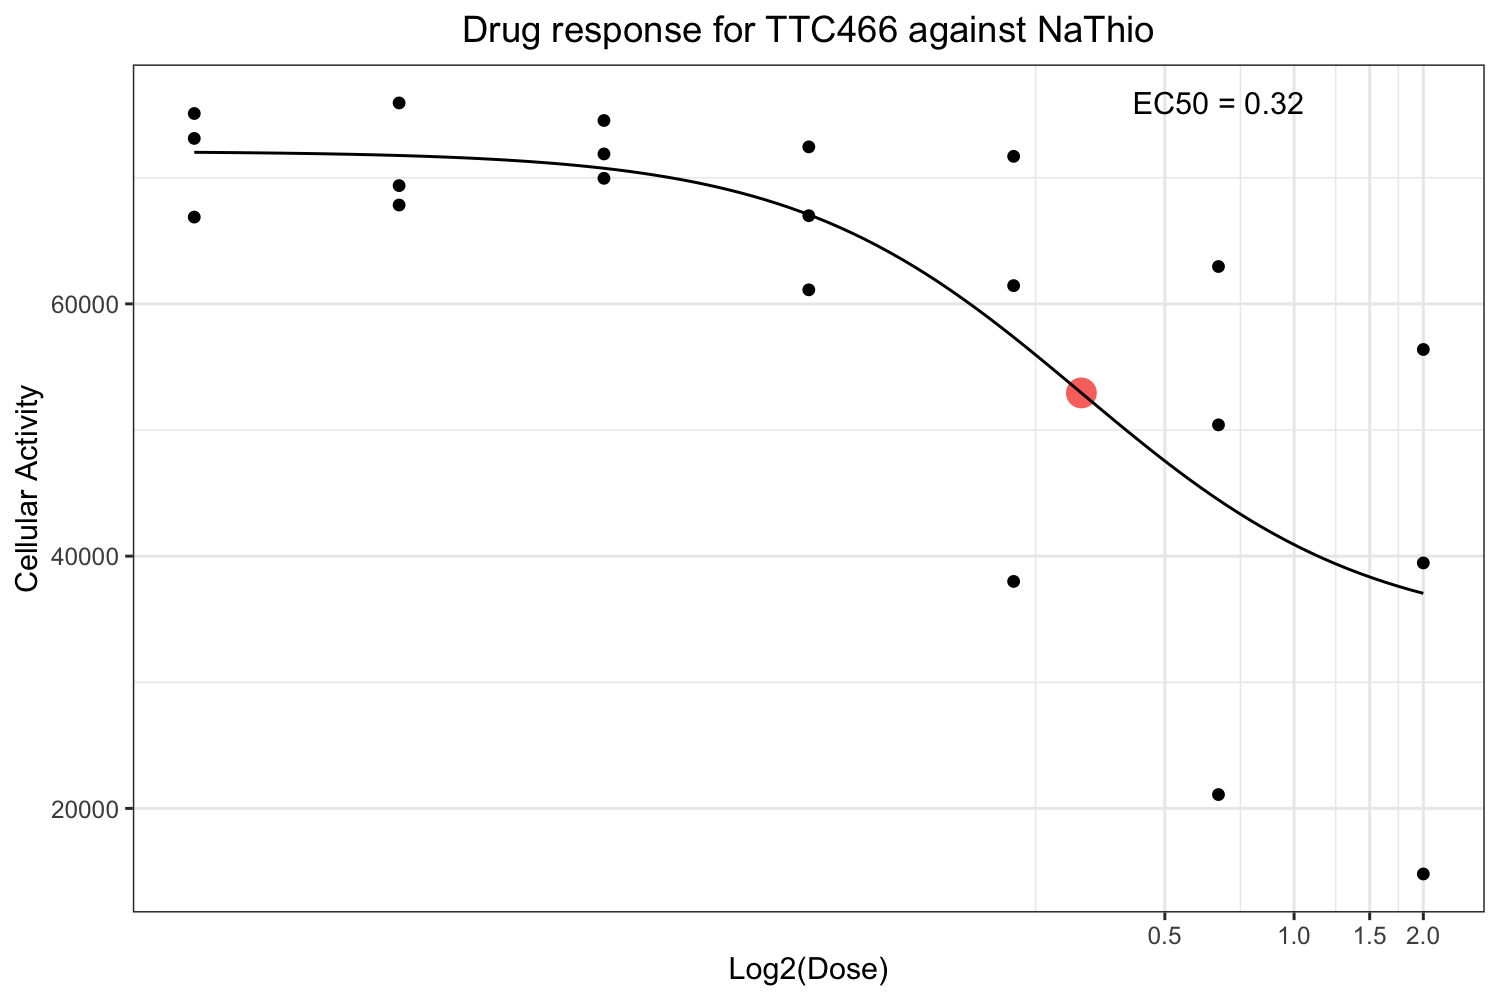 Drug response for TTC466 against NaThio
EC50 = 0.32
Cellular Activity
60000
40000
20000
0.5 1.0 1.5 2.0
Log2(Dose)